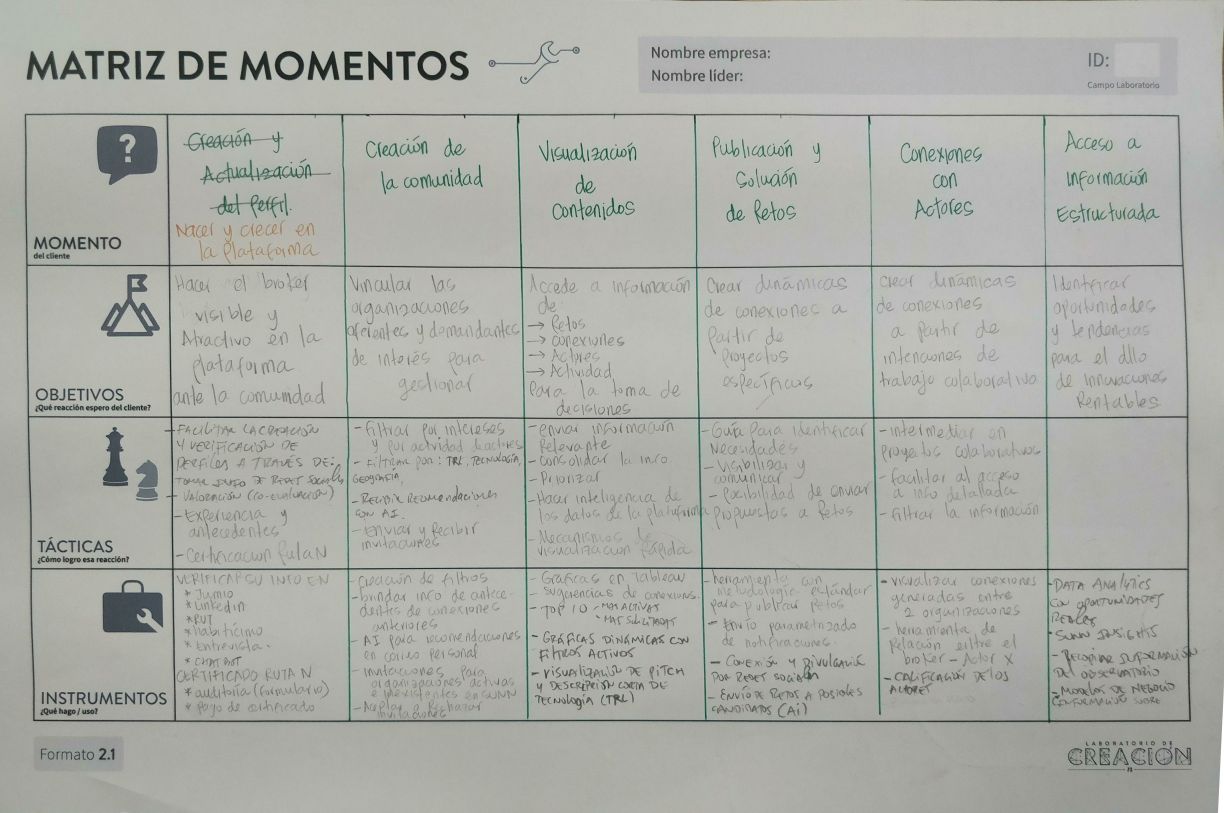 MATRIZ DE MOMENTOS
Nombre empresa:
Nombre líder:
ID:
Campo Laboratorio
MOMENTO
del cliente
Creación y
Actualización
del Perfil.
Nacer y crecer en
la Plataforma
Creación de
la comunidad
Visualización
de
Contenidos
Publicación y
Solución
de Retos
Conexiones
con
Actores
Acceso a
Información
Estructurada
OBJETIVOS
¿Qué reacción espero del cliente?
Hacer el broker
visible y
Atractivo en la
plataforma
ante la comunidad
Vincular las
organizaciones
oferentes y demandantes
de interés para
gestionar
Accede a información
de:
→ Retos
→ conexiones
→ Actores
→ Actividad
Para la toma de
decisiones
Crear dinámicas
de conexiones a
Partir de
Proyectos
específicos
crear dinámicas
de conexiones
a partir de
intenciones de
trabajo colaborativo
Identificar
oportunidades
y tendencias
para el dllo
de innovaciones
Rentables.
TÁCTICAS
¿Cómo logro esa reacción?
- FACILITAR LA CREACIÓN
Y VERIFICACIÓN DE
PERFILES A TRAVÉS DE:
DE REDES SOCIALES
- VALORACIÓN (CO-EVALUACIÓN)
- Experiencia y
antecedentes
- Certificacion RutaN
- Filtrar por intereses
y por actividad de actores
- FILTRAR POR: TRL, TECNOLOGÍA,
GEOGRAFÍA,
- RECIBIR RECOMENDACIONES
CON AI.
- Enviar y Recibir
invitaciones
- enviar información
Relevante
- consolidar la info
- Priorizar
- Hacer inteligencia de
los datos de la plataforma
- Mecanismos de
visualización rápida
- Guía Para identificar
Necesidades
- Visibilizar y
comunicar
- Posibilidad de enviar
Propuestas a Retos
- intermediar en
Proyectos colaborativos
- facilitar al acceso
a info detallada
- filtrar la información
INSTRUMENTOS
¿Qué hago / uso?
VERIFICAR SU INFO EN
* Jumio
* Linkedin
* RUT
* Entrevista.
* CHAT BOT
CERTIFICADO RUTA N
* auditoría (formulario)
* Pago de certificado
- creación de filtros
- brindar info de antece-
dentes de conexiones
anteriores
- AI para recomendaciones
en correo Personal
- invitaciones para
organizaciones activas
e inexistentes en SUNN
- Aceptar o Rechazar
invitaciones
- Graficas en Tableau
- sugerencias de conexiones.
- TOP 10 - MAS ACTIVAS
- MAS SOLICITADAS
- GRÁFICAS DINÁMICAS CON
FILTROS ACTIVOS
- VISUALIZACIÓN DE PITCH
Y DESCRIPCIÓN CORTA DE
TECNOLOGÍA (TRL)
- herramienta con
metodología estándar
para publicar Retos
- Envío parametrizado
de notificaciones.
- CONEXIÓN Y DIVULGACIÓN
POR REDES SOCIALES
- ENVÍO DE RETOS A POSIBLES
CANDIDATOS (AI)
- visualizar conexiones
generadas entre
2 organizaciones
- herramienta de
Relación entre el
broker - Actor X
- CALIFICACIÓN DE LOS
ACTORES
- DATA ANALYTICS
CON OPORTUNIDADES
REALES
- SUNN INSIGHTS
- RECOPILAR INFORMACIÓN
DEL OBSERVATORIO
- MODELOS DE NEGOCIO
Formato 2.1
LABORATORIO DE
CREACIÓN